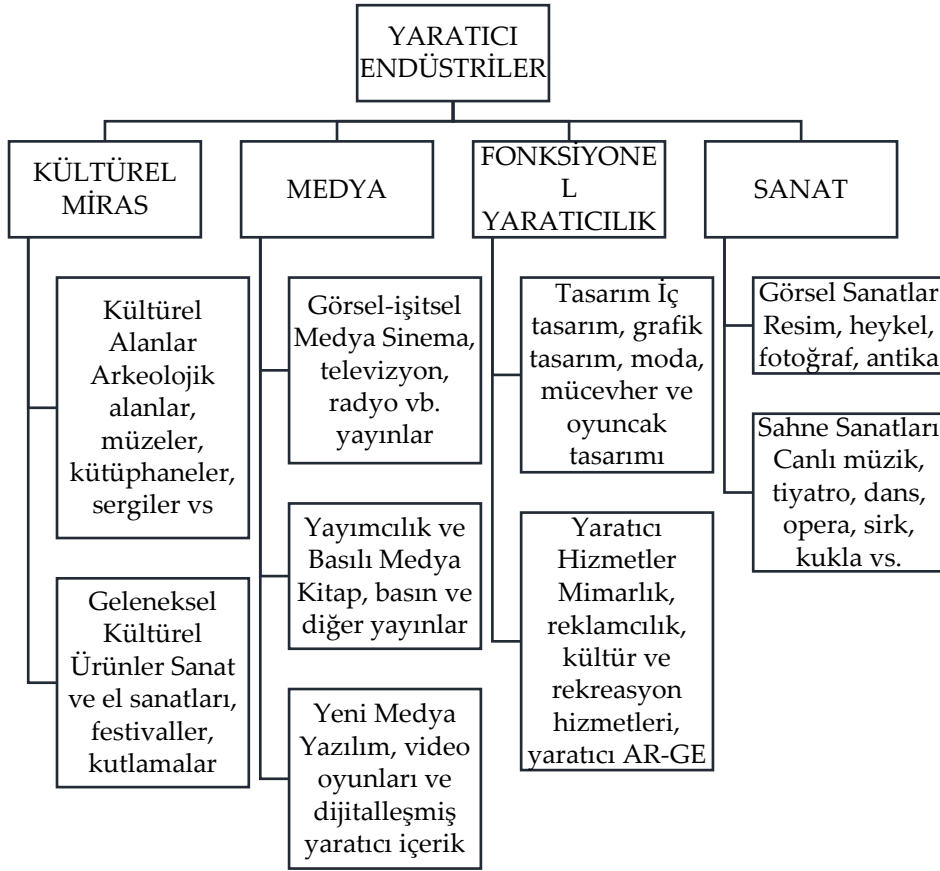 YARATICI
ENDÜSTRİLER
KÜLTÜREL
MİRAS
Kültürel
Alanlar
Arkeolojik
alanlar,
müzeler,
kütüphaneler,
sergiler vs
Geleneksel
Kültürel
Ürünler Sanat
ve el sanatları,
festivaller,
kutlamalar
MEDYA
Görsel-işitsel
Medya Sinema,
televizyon,
radyo vb.
yayınlar
Yayımcılık ve
Basılı Medya
Kitap, basın ve
diğer yayınlar
Yeni Medya
Yazılım, video
oyunları ve
dijitalleşmiş
yaratıcı içerik
FONKSİYONE
L
YARATICILIK
Tasarım İç
tasarım, grafik
tasarım, moda,
mücevher ve
oyuncak
tasarımı
Yaratıcı
Hizmetler
Mimarlık,
reklamcılık,
kültür ve
rekreasyon
hizmetleri,
yaratıcı AR-GE
SANAT
Görsel Sanatlar
Resim, heykel,
fotoğraf, antika
Sahne Sanatları
Canlı müzik,
tiyatro, dans,
opera, sirk,
kukla vs.